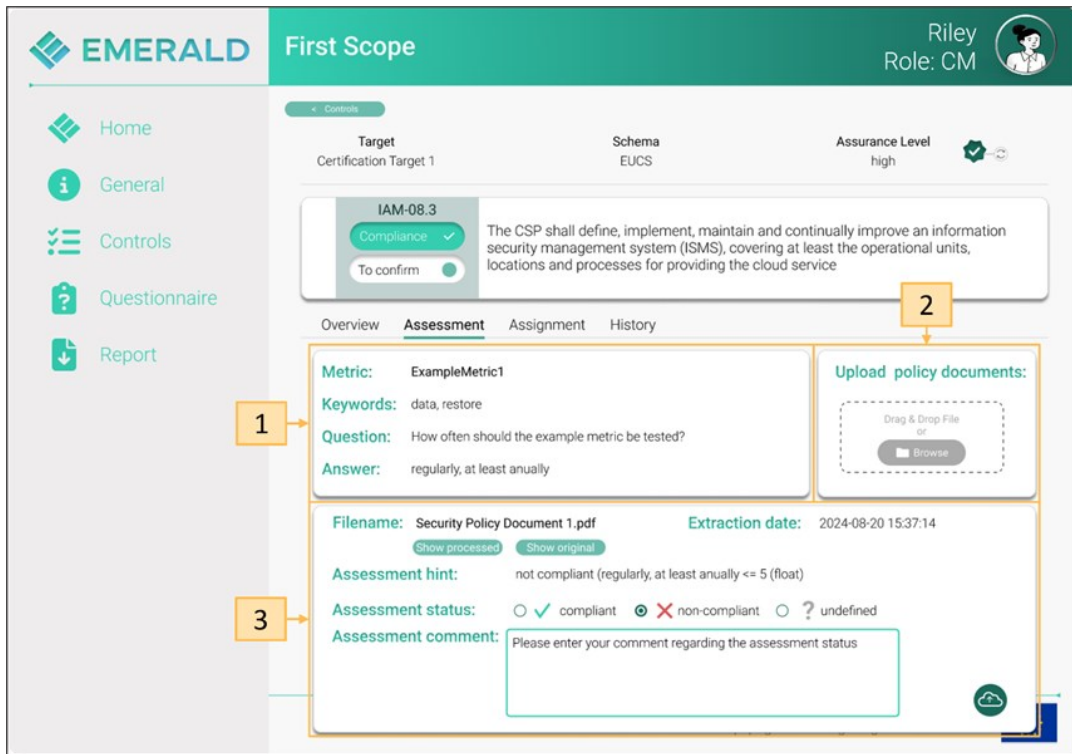 EMERALD
First Scope
Riley
Role: CM
Home
General
Controls
Questionnaire
Report
< Controls
Target
Certification Target 1
Schema
EUCS
Assurance Level
high
IAM-08.3
Compliance
To confirm
The CSP shall define, implement, maintain and continually improve an information
security management system (ISMS), covering at least the operational units,
locations and processes for providing the cloud service
2
Overview Assessment Assignment History
1
Metric: ExampleMetric1
Keywords: data, restore
Question: How often should the example metric be tested?
Answer: regularly, at least anually
Upload policy documents:
Drag & Drop File
or
Browse
3
Filename: Security Policy Document 1.pdf Extraction date: 2024-08-20 15:37:14
Show processed Show original
Assessment hint: not compliant (regularly, at least anually <= 5 (float)
Assessment status: compliant non-compliant ? undefined
Assessment comment: Please enter your comment regarding the assessment status